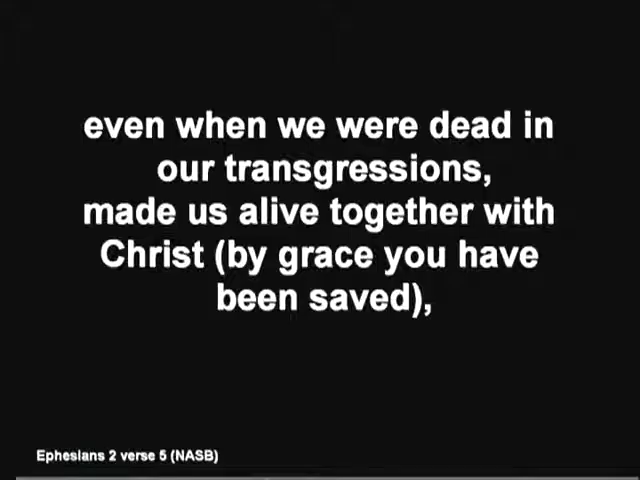 even when we were dead in
our transgressions,
made us alive together with
Christ (by grace you have
been saved),
Ephesians 2 verse 5 (NASB)